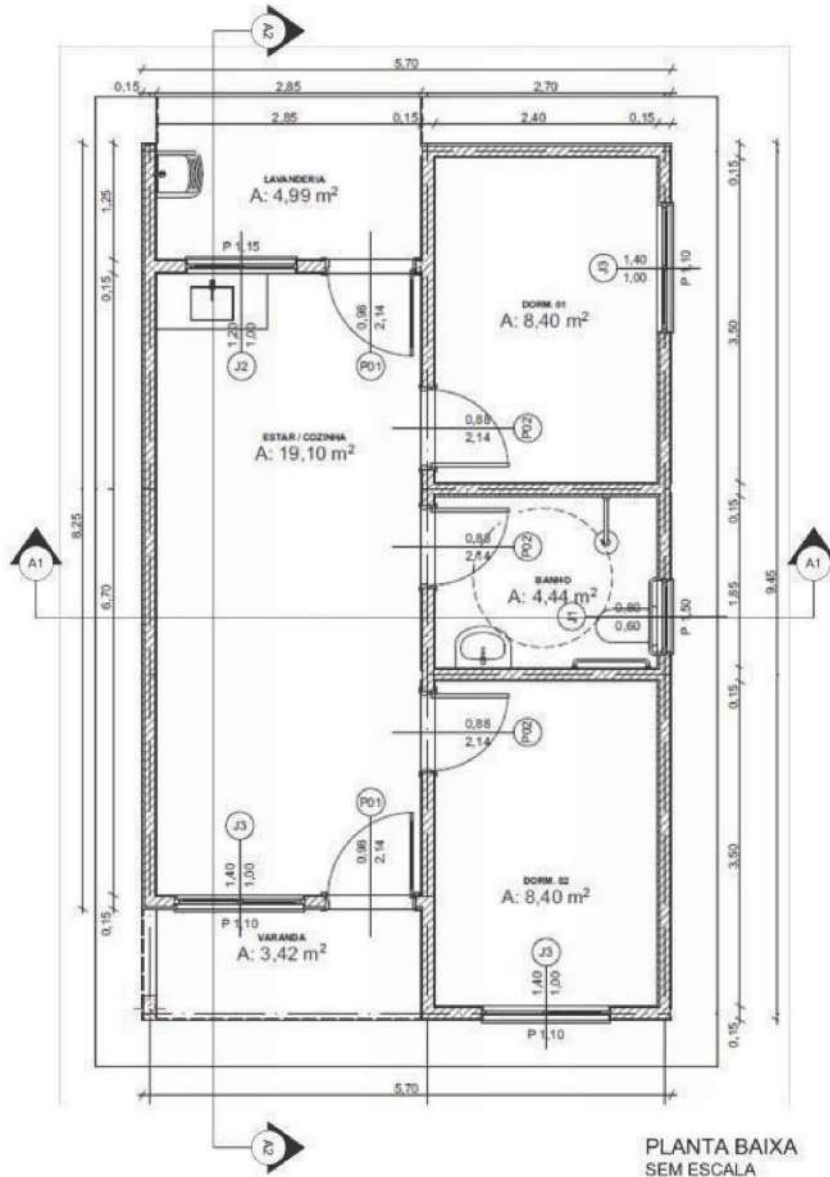 A2
5,70
0,15 2,85 2,70
2,85 0,15 2,40 0,15
LAVANDERIA
A: 4,99 m²
1,25
0,15
P 1,15
0,15
J3
1,40
1,00
P 1,10
DORM. 01
A: 8,40 m²
0,98
2,14
1,20
1,00
J2
P01
3,50
0,88
2,14
P02
ESTAR / COZINHA
A: 19,10 m²
8,25
6,70
0,15
A1
0,88
2,14
P02
BANHO
A: 4,44 m²
J1
0,80
0,60
P 1,50
1,85
9,45
A1
0,15
0,88
2,14
P02
P01
J3
0,98
2,14
1,40
1,00
3,50
DORM. 02
A: 8,40 m²
0,15
P 1,10
VARANDA
A: 3,42 m²
J3
1,40
1,00
P 1,10
0,15
5,70
A2
PLANTA BAIXA
SEM ESCALA